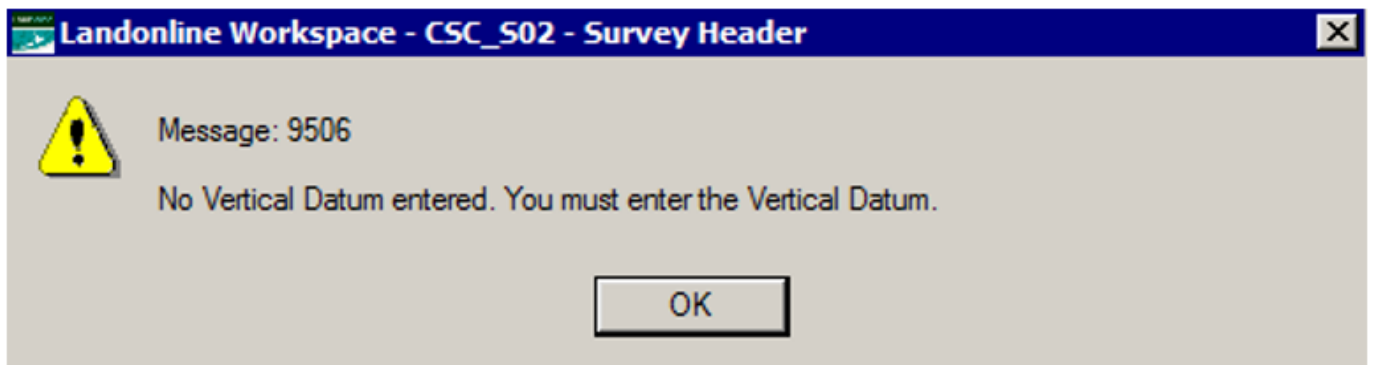 Landonline Workspace - CSC_S02 - Survey Header
Message: 9506
No Vertical Datum entered. You must enter the Vertical Datum.
OK